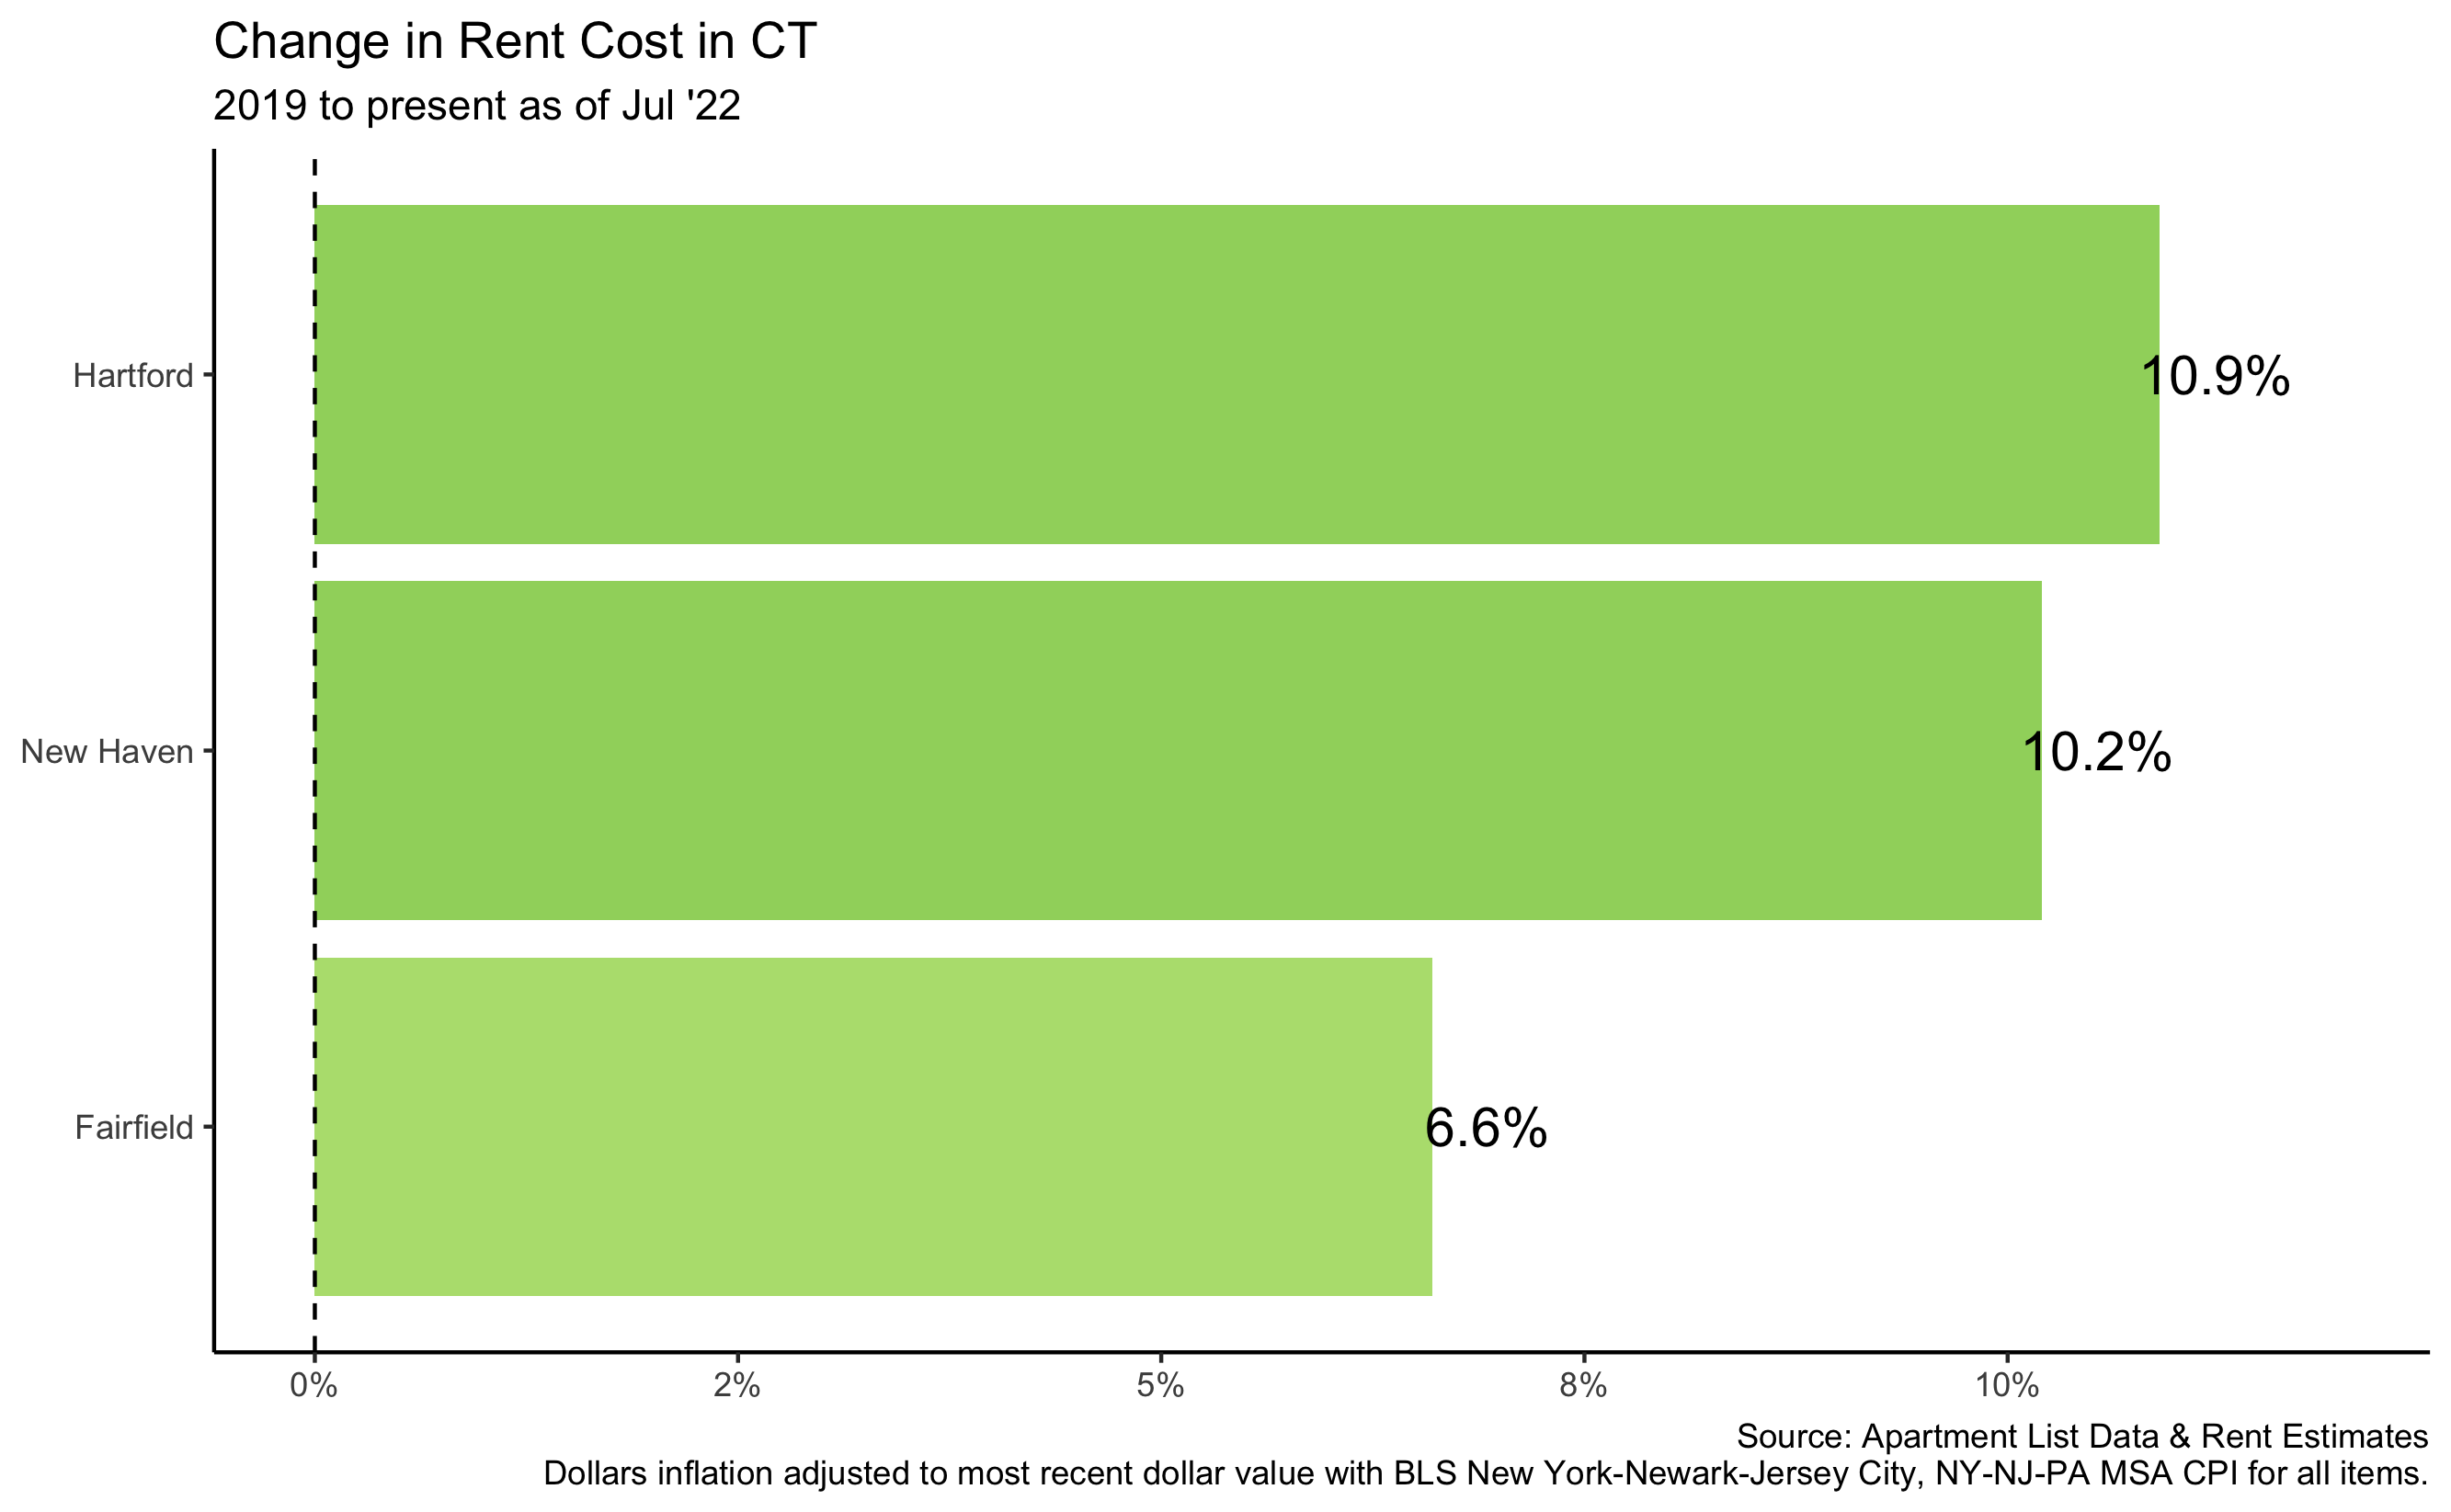 Change in Rent Cost in CT
2019 to present as of Jul '22
Hartford
10.9%
New Haven
10.2%
Fairfield
6.6%
0% 2% 5% 8% 10%
Source: Apartment List Data & Rent Estimates
Dollars inflation adjusted to most recent dollar value with BLS New York-Newark-Jersey City, NY-NJ-PA MSA CPI for all items.